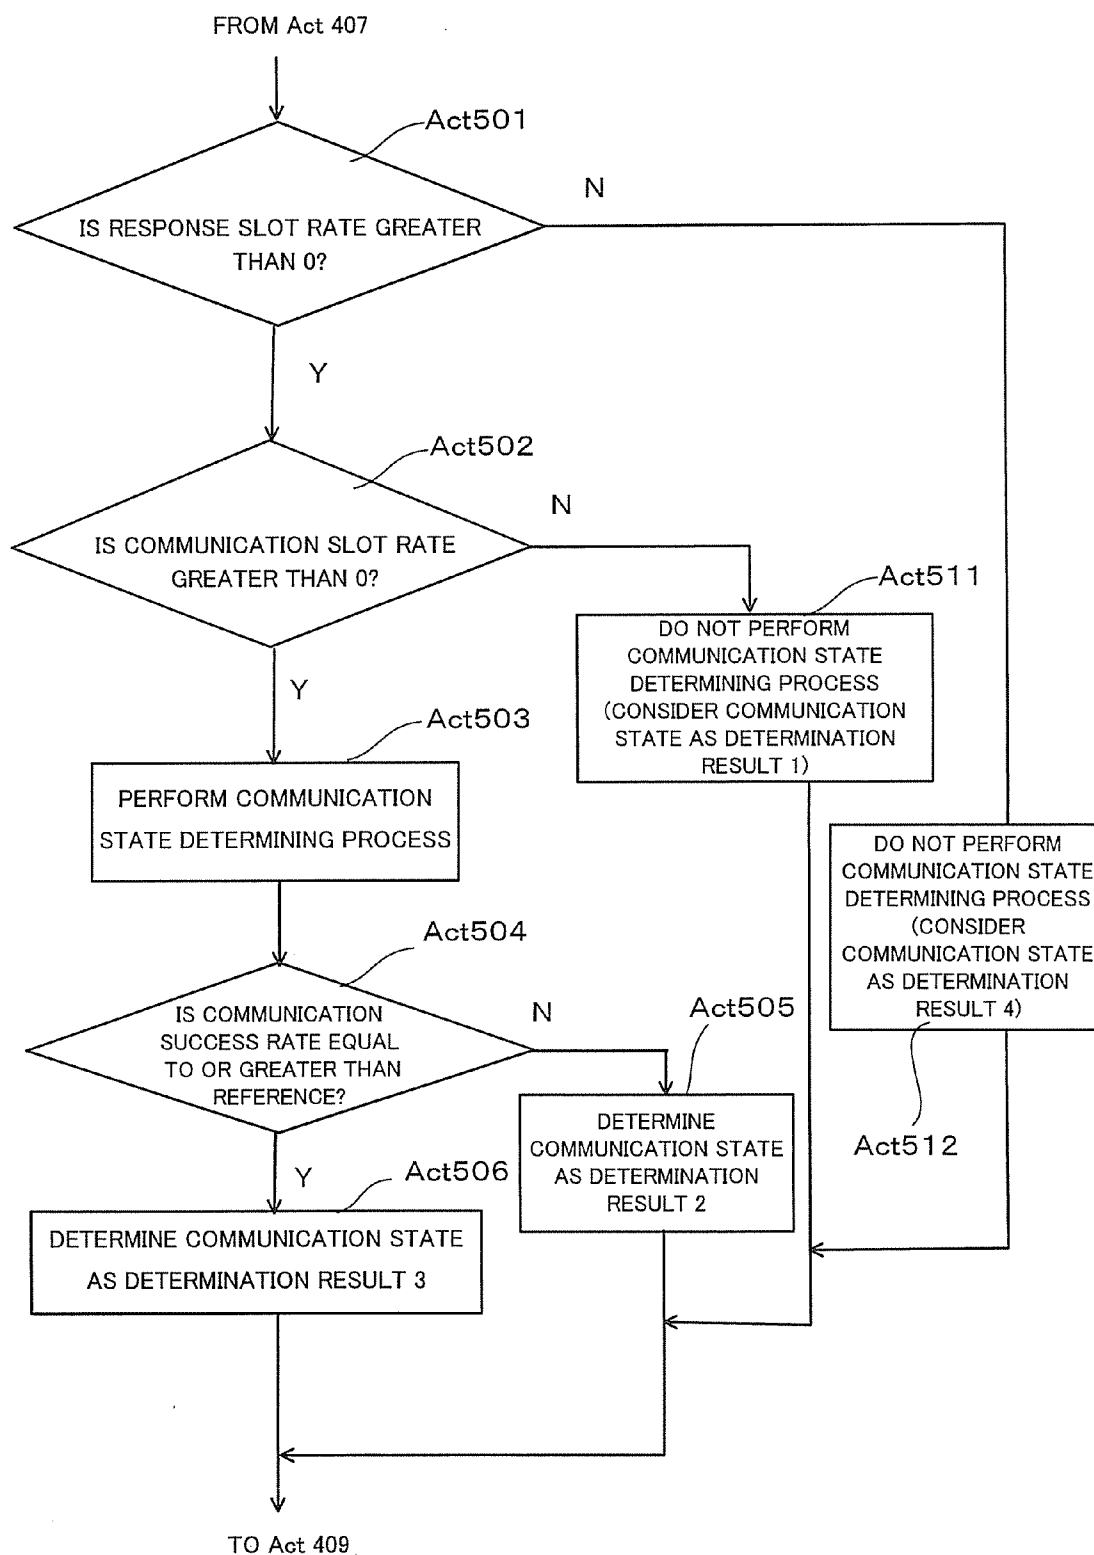 FROM Act 407
Act501
N
IS RESPONSE SLOT RATE GREATER
THAN 0?
Y
Act502
N
IS COMMUNICATION SLOT RATE
GREATER THAN 0?
Act511
DO NOT PERFORM
COMMUNICATION STATE
DETERMINING PROCESS
(CONSIDER COMMUNICATION
STATE AS DETERMINATION
RESULT 1)
Y
Act503
PERFORM COMMUNICATION
STATE DETERMINING PROCESS
DO NOT PERFORM
COMMUNICATION STATE
DETERMINING PROCESS
(CONSIDER
COMMUNICATION STATE
AS DETERMINATION
RESULT 4)
Act512
Act504
N
IS COMMUNICATION
SUCCESS RATE EQUAL
TO OR GREATER THAN
REFERENCE?
Act505
DETERMINE
COMMUNICATION STATE
AS DETERMINATION
RESULT 2
Y
Act506
DETERMINE COMMUNICATION STATE
AS DETERMINATION RESULT 3
TO Act 409